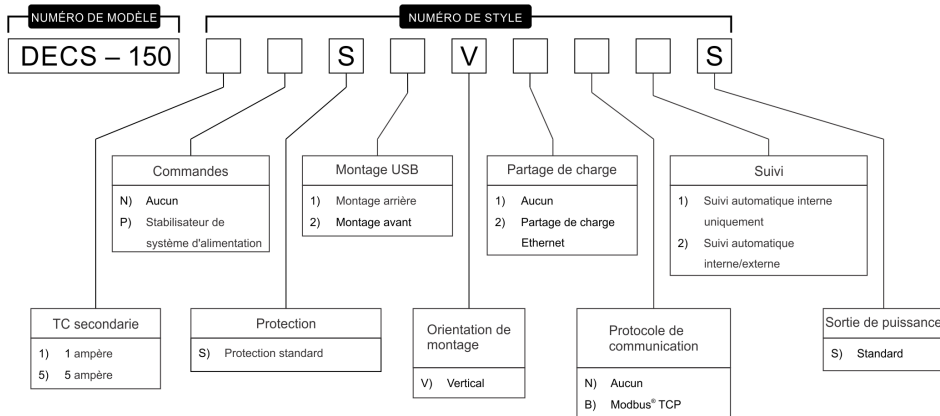 NUMÉRO DE MODÈLE
NUMÉRO DE STYLE
DECS – 150
S
V
S
Commandes
N) Aucun
P) Stabilisateur de
système d'alimentation
Montage USB
1) Montage arrière
2) Montage avant
Partage de charge
1) Aucun
2) Partage de charge
Ethernet
Suivi
1) Suivi automatique interne
uniquement
2) Suivi automatique
interne/externe
TC secondarie
1) 1 ampère
5) 5 ampère
Protection
S) Protection standard
Orientation de
montage
V) Vertical
Protocole de
communication
N) Aucun
B) Modbus® TCP
Sortie de puissance
S) Standard